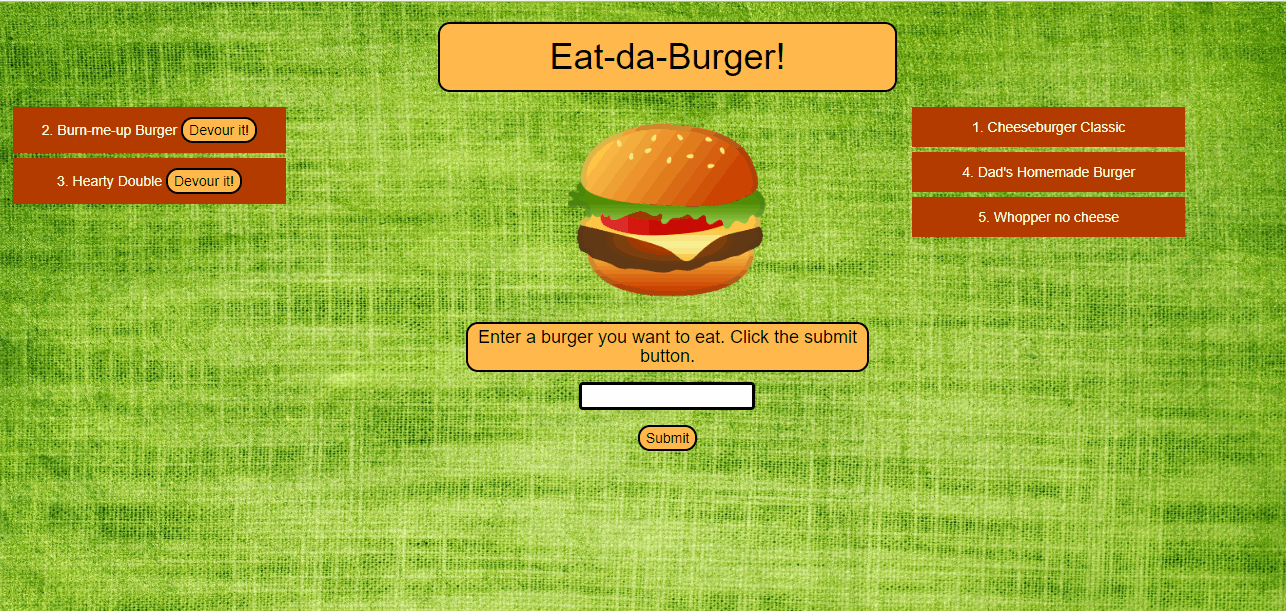 Eat-da-Burger!
2. Burn-me-up Burger Devour it!
3. Hearty Double Devour it!
1. Cheeseburger Classic
4. Dad's Homemade Burger
5. Whopper no cheese
Enter a burger you want to eat. Click the submit
button.
Submit